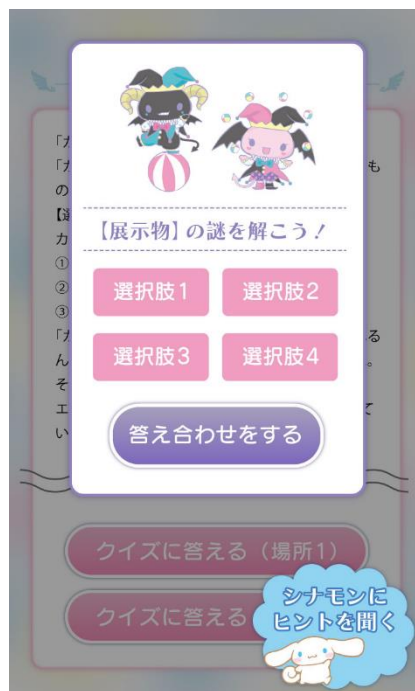 【展示物】の謎を解こう！
選択肢1
選択肢2
選択肢3
選択肢4
答え合わせをする
クイズに答える（場所1）
クイズに答える
シナモンに
ヒントを聞く